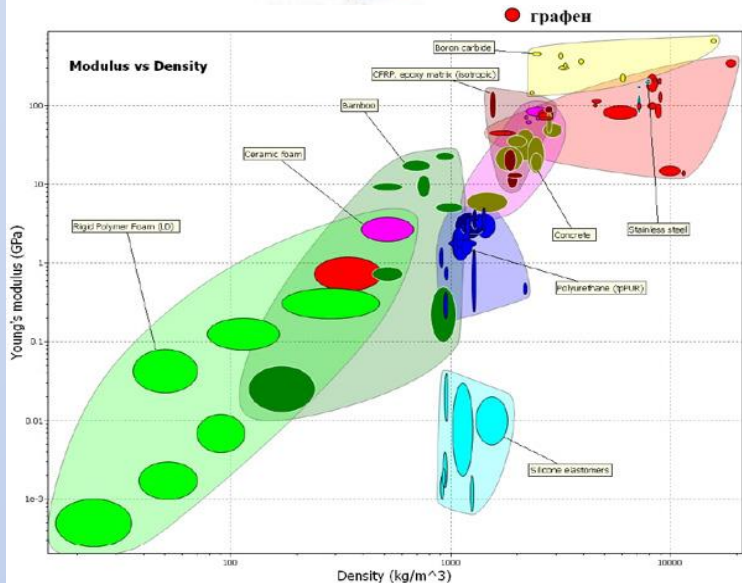 графен
Modulus vs Density
Boron carbide
CFRP, epoxy matrix (isotropic)
Bamboo
Ceramic foam
Rigid Polymer Foam (LD)
Concrete
Stainless steel
Polyurethane (tpPUR)
Silicone elastomers
Young's modulus (GPa)
100
10
1
0.1
0.01
1e-3
100
1000
10000
Density (kg/m^3)